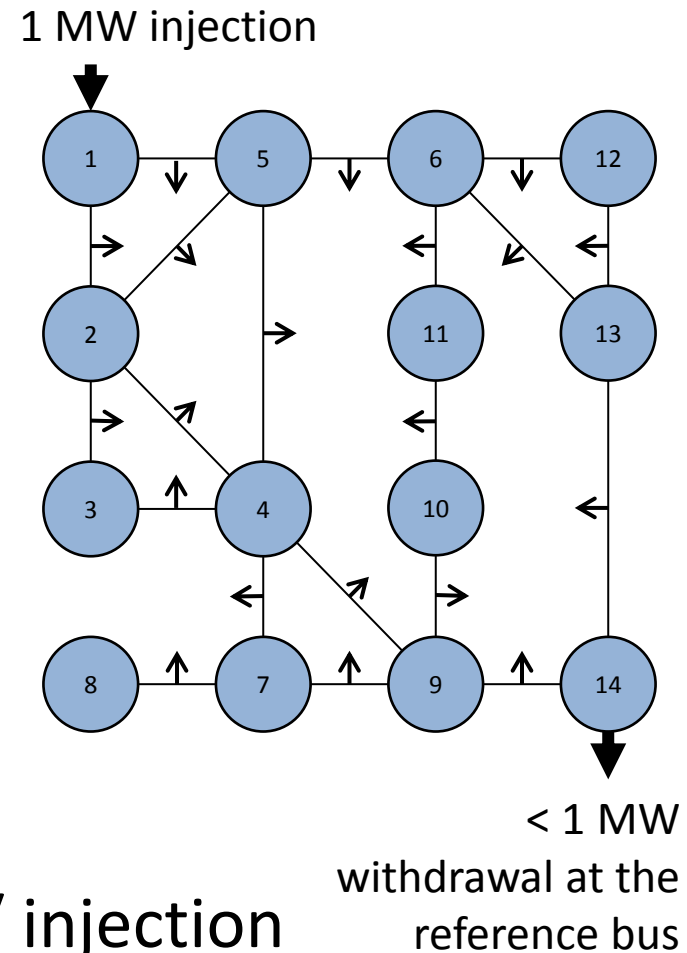 1 MW injection
1 5 6 12
2 11 13
3 4 10
8 7 9 14
< 1 MW
withdrawal at the
reference bus
injection